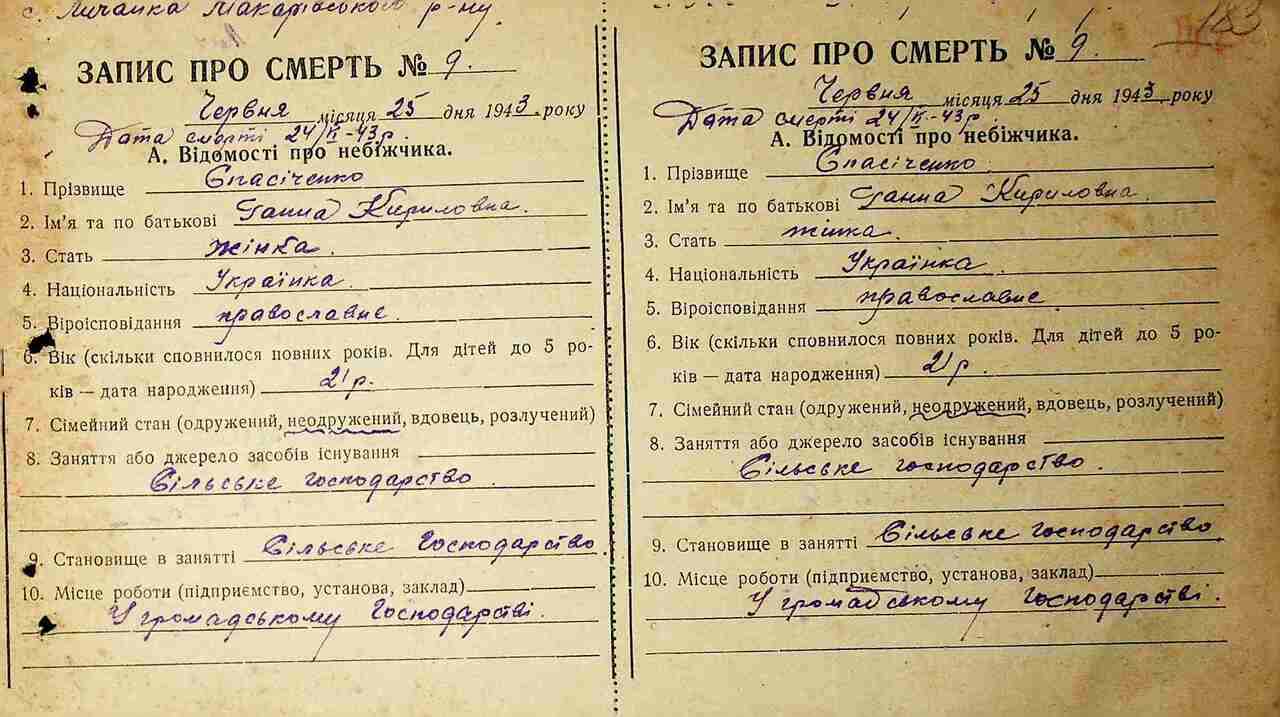 с. Личанка Макарівського р-ну
ЗАПИС ПРО СМЕРТЬ № 9.
Червня місяця 25 дня 1943 року
Дата смерті 24/VI-43р.
А. Відомості про небіжчика.
1. Прізвище Спасіченко
2. Ім'я та по батькові Ганна Кириловна.
3. Стать жінка.
4. Національність Українка.
5. Віроісповідання православне.
6. Вік (скільки сповнилося повних років. Для дітей до 5 ро-
ків — дата народження) 21 р.
7. Сімейний стан (одружений, неодружений, вдовець, розлучений)
8. Заняття або джерело засобів існування
Сільське господарство.
9. Становище в занятті Сільське господарство
10. Місце роботи (підприємство, установа, заклад)
У громадському господарстві.
183
ЗАПИС ПРО СМЕРТЬ № 9.
Червня місяця 25 дня 1943 року
Дата смерті 24/VI-43р.
А. Відомості про небіжчика.
1. Прізвище Спасіченко.
2. Ім'я та по батькові Ганна Кириловна.
3. Стать жінка.
4. Національність Українка.
5. Віроісповідання православне
6. Вік (скільки сповнилося повних років. Для дітей до 5 ро-
ків — дата народження) 21 р.
7. Сімейний стан (одружений, неодружений, вдовець, розлучений)
8. Заняття або джерело засобів існування
Сільське господарство.
9. Становище в занятті Сільське господарство
10. Місце роботи (підприємство, установа, заклад)
У громадському господарстві.